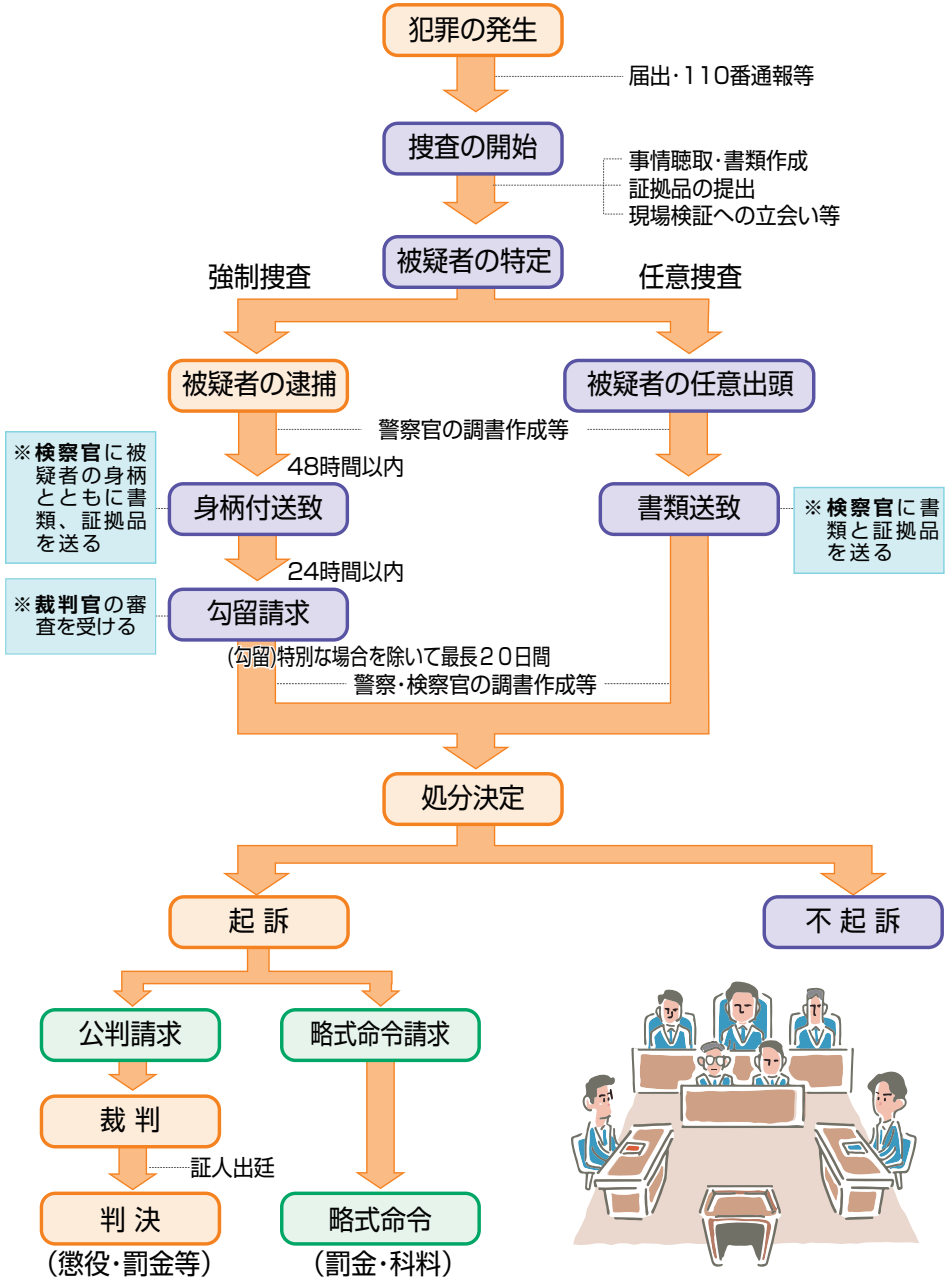 犯罪の発生
届出・110番通報等
捜査の開始
事情聴取・書類作成
証拠品の提出
現場検証への立会い等
被疑者の特定
強制捜査
任意捜査
被疑者の逮捕
被疑者の任意出頭
警察官の調書作成等
※検察官に被
疑者の身柄
とともに書
類、証拠品
を送る
48時間以内
身柄付送致
書類送致
※検察官に書
類と証拠品
を送る
24時間以内
※裁判官の審
査を受ける
勾留請求
(勾留)特別な場合を除いて最長20日間
警察・検察官の調書作成等
処分決定
起訴
不起訴
公判請求
略式命令請求
裁判
証人出廷
判決
略式命令
(懲役・罰金等)
(罰金・科料)